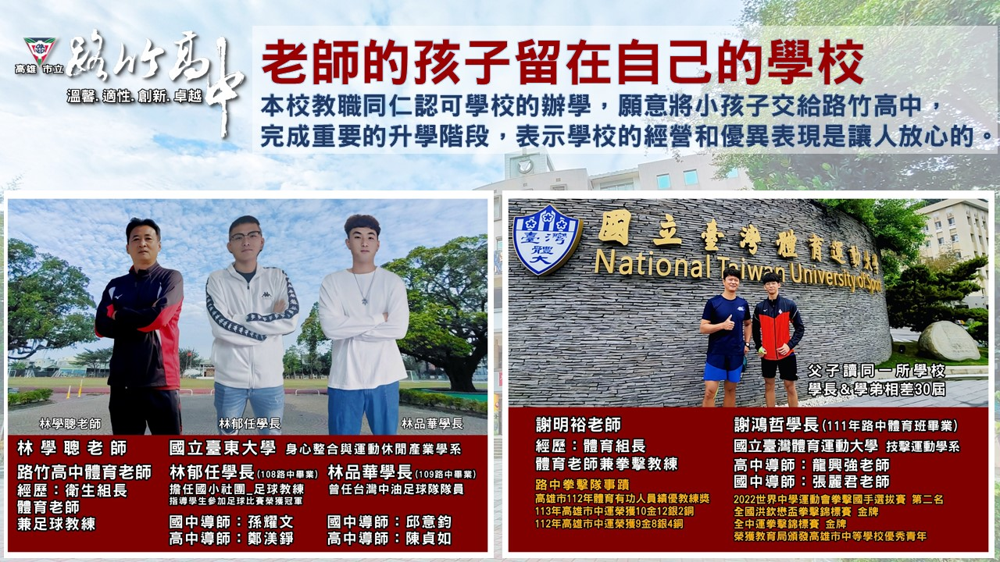 高雄 市立
路竹高中
溫馨.適性.創新.卓越
老師的孩子留在自己的學校
本校教職同仁認可學校的辦學，願意將小孩子交給路竹高中，
完成重要的升學階段，表示學校的經營和優異表現是讓人放心的。
林學聰老師
林郁任學長
林品華學長
林學聰老師
路竹高中體育老師
經歷：衛生組長
體育老師
兼足球教練
國立臺東大學 身心整合與運動休閒產業學系
林郁任學長(108路中畢業)
擔任國小社團_足球教練
指導學生參加足球比賽榮獲冠軍
國中導師：孫耀文
高中導師：鄭渼錦
林品華學長(
路中畢業)
曾任台灣中油足球隊隊員
國中導師：邱
鈞
高中導師：陳
如
臺灣體大
國立臺灣體育運動大學
National Taiwan University of Sport
父子讀同一所學校
學長&學弟相差30屆
謝明裕老師
經歷：體育組長
體育老師兼拳擊教練
路中拳擊隊事蹟
高雄市112年體育有功人員績優教練獎
113年高雄市中運榮獲10金12銀2銅
112年高雄市中運榮獲9金8銀4銅
謝鴻哲學長(111年路中體育班畢業)
國立臺灣體育運動大學 技擊運動學系
高中導師：龍勇強老師
國中導師：張簡君老師
2022世界中學運動會拳擊國手選拔賽 第二名
全國洪欽懋盃拳擊錦標賽 金牌
全中運拳擊錦標賽 金牌
榮獲教育局頒發高雄市中等學校優秀青年